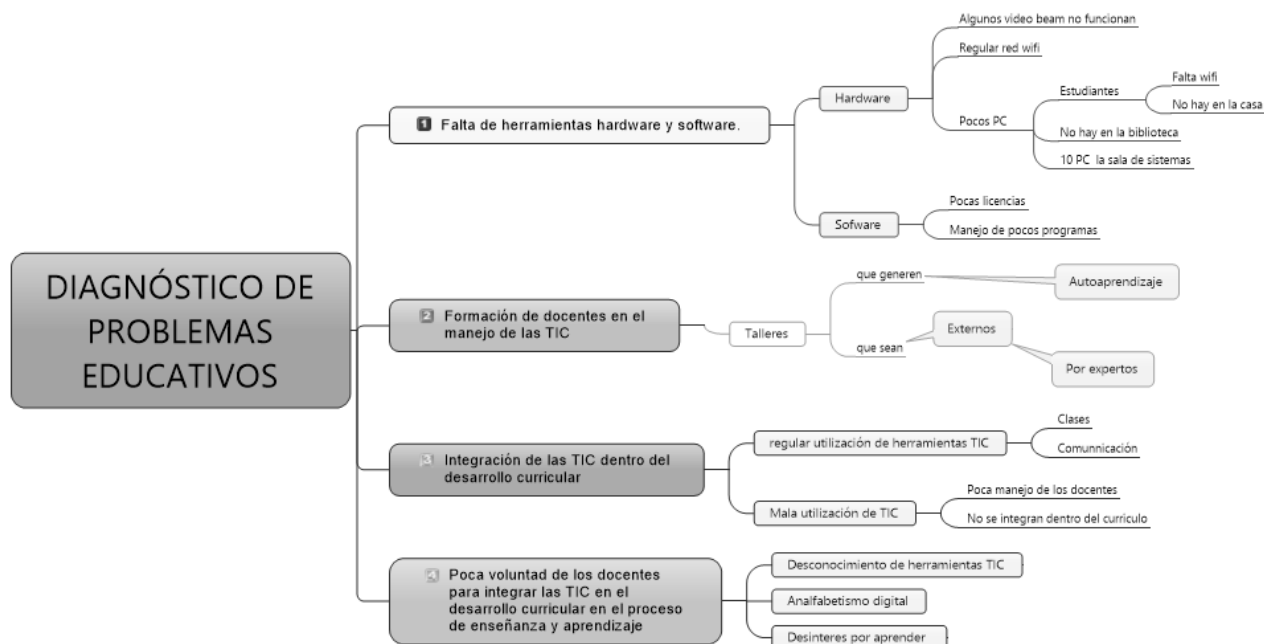 DIAGNÓSTICO DE
PROBLEMAS
EDUCATIVOS
1 Falta de herramientas hardware y software.
Hardware
Algunos video beam no funcionan
Regular red wifi
Pocos PC
Estudiantes
Falta wifi
No hay en la casa
No hay en la biblioteca
10 PC la sala de sistemas
Sofware
Pocas licencias
Manejo de pocos programas
2 Formación de docentes en el
manejo de las TIC
Talleres
que generen
Autoaprendizaje
que sean
Externos
Por expertos
3 Integración de las TIC dentro del
desarrollo curricular
regular utilización de herramientas TIC
Clases
Comunnicación
Mala utilización de TIC
Poca manejo de los docentes
No se integran dentro del curriculo
4 Poca voluntad de los docentes
para integrar las TIC en el
desarrollo curricular en el proceso
de enseñanza y aprendizaje
Desconocimiento de herramientas TIC
Analfabetismo digital
Desinteres por aprender